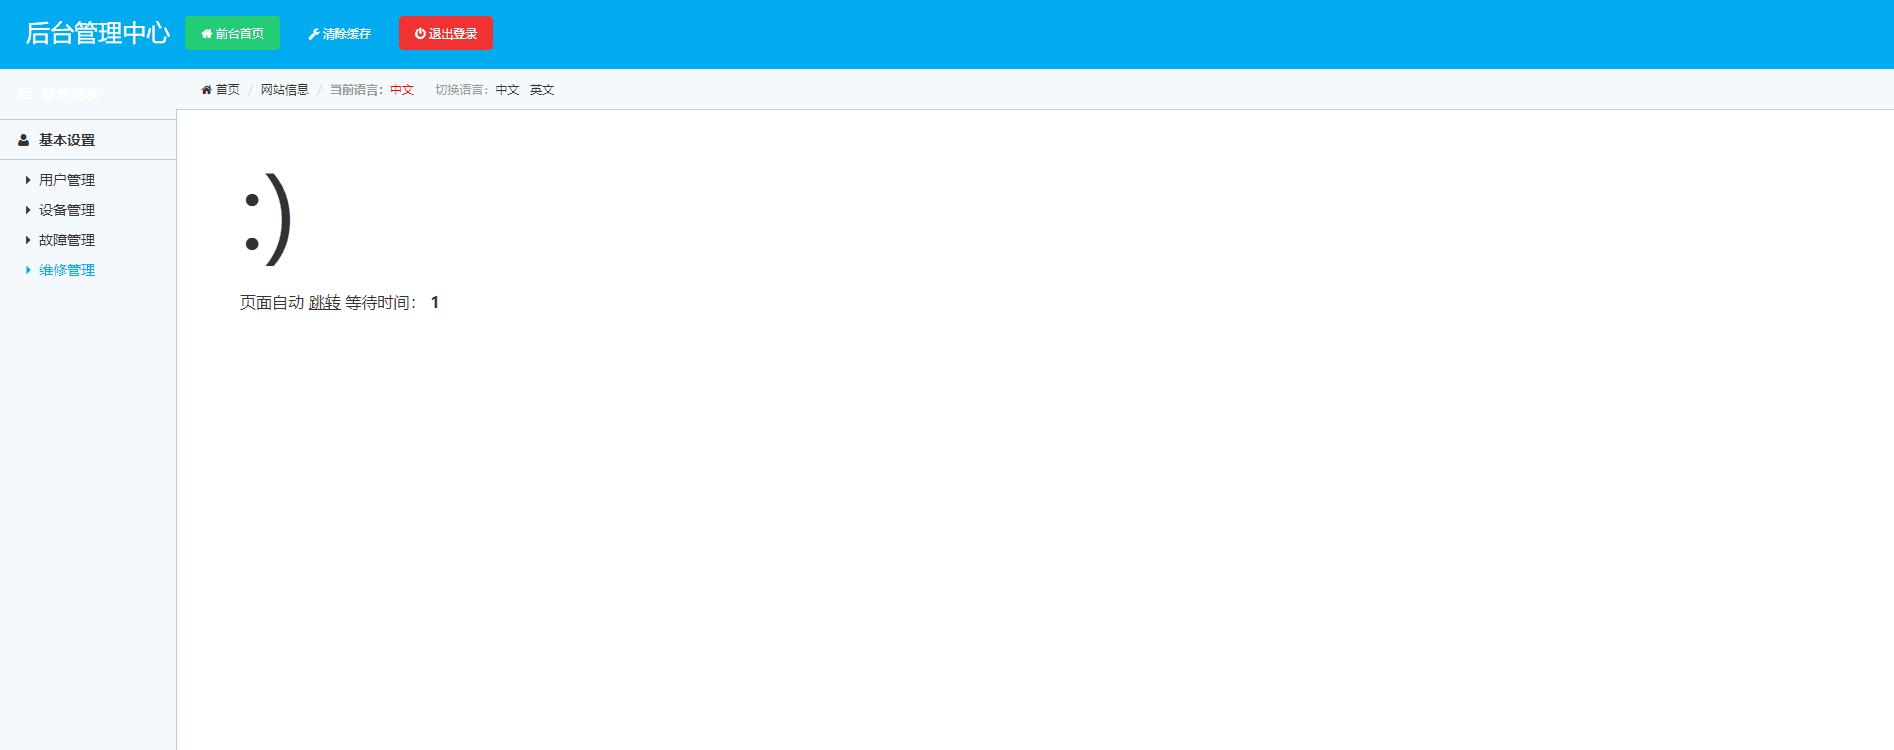 后台管理中心 前台首页 清除缓存 退出登录
菜单列表
首页 / 网站信息 / 当前语言：中文 切换语言：中文 英文
基本设置
用户管理
设备管理
故障管理
维修管理
:)
页面自动 跳转 等待时间： 1